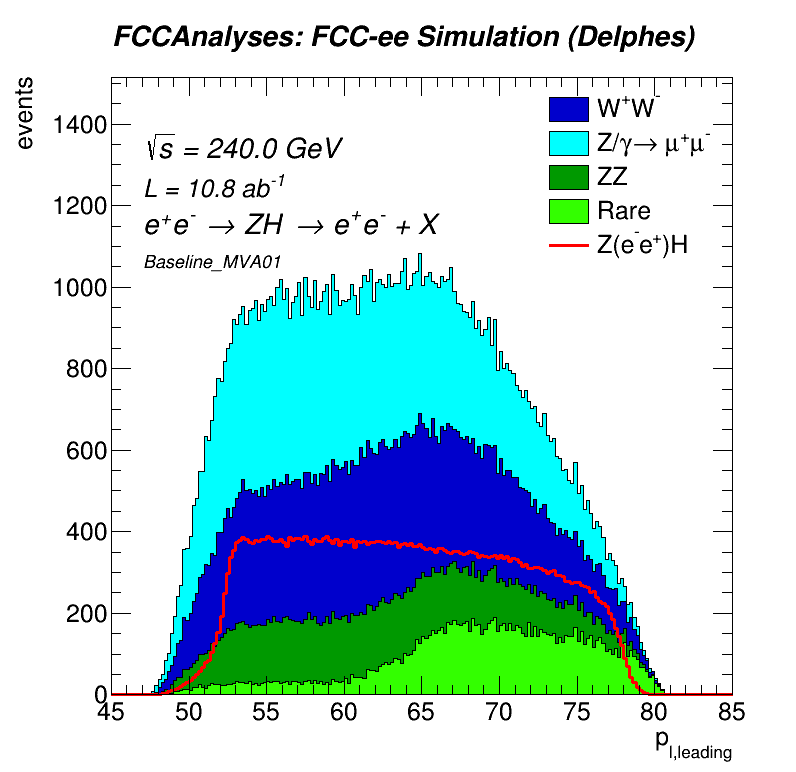 FCCAnalyses: FCC-ee Simulation (Delphes)
events
1400
1200
1000
800
600
400
200
0
√s = 240.0 GeV
L = 10.8 ab⁻¹
e⁺e⁻ → ZH → e⁺e⁻ + X
Baseline_MVA01
W⁺W⁻
Z/γ→ μ⁺μ⁻
ZZ
Rare
Z(e⁻e⁺)H
45 50 55 60 65 70 75 80 85
p_l,leading